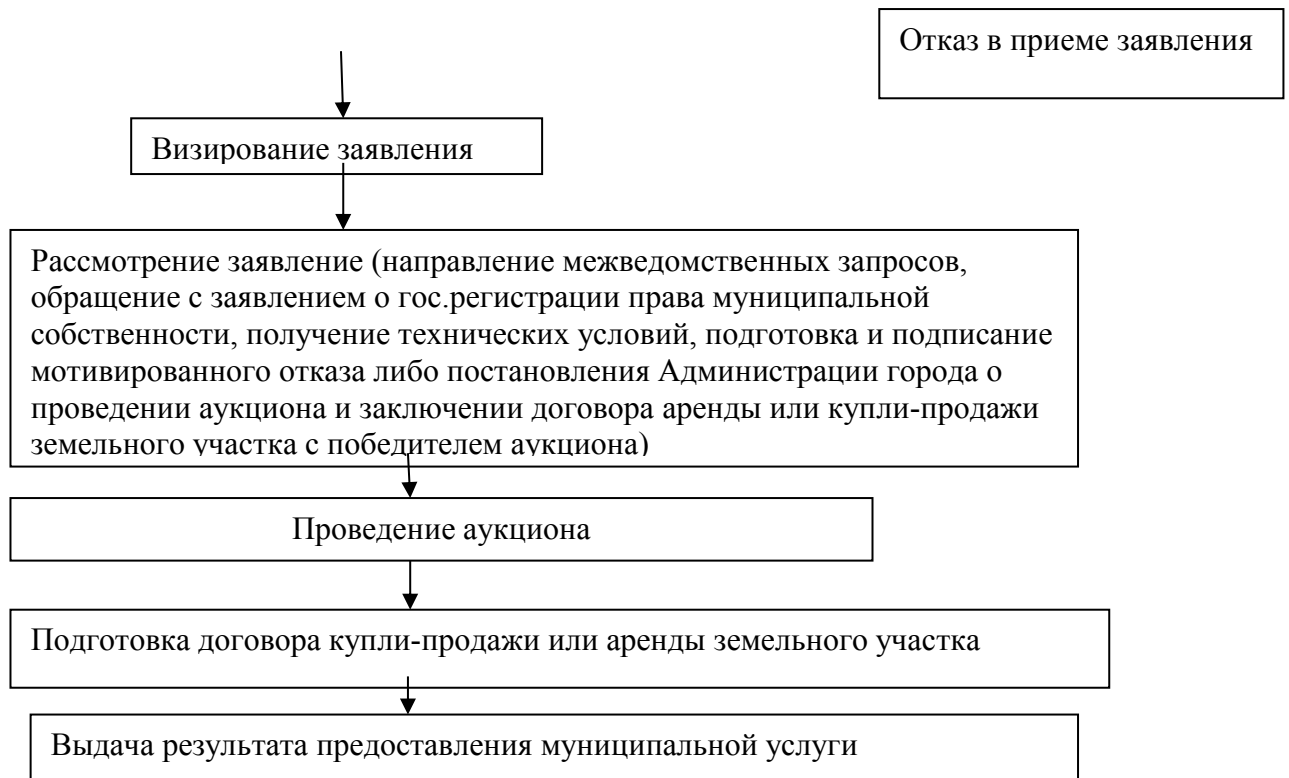 Отказ в приеме заявления
Визирование заявления
Рассмотрение заявление (направление межведомственных запросов,
обращение с заявлением о гос.регистрации права муниципальной
собственности, получение технических условий, подготовка и подписание
мотивированного отказа либо постановления Администрации города о
проведении аукциона и заключении договора аренды или купли-продажи
земельного участка с победителем аукциона)
Проведение аукциона
Подготовка договора купли-продажи или аренды земельного участка
Выдача результата предоставления муниципальной услуги